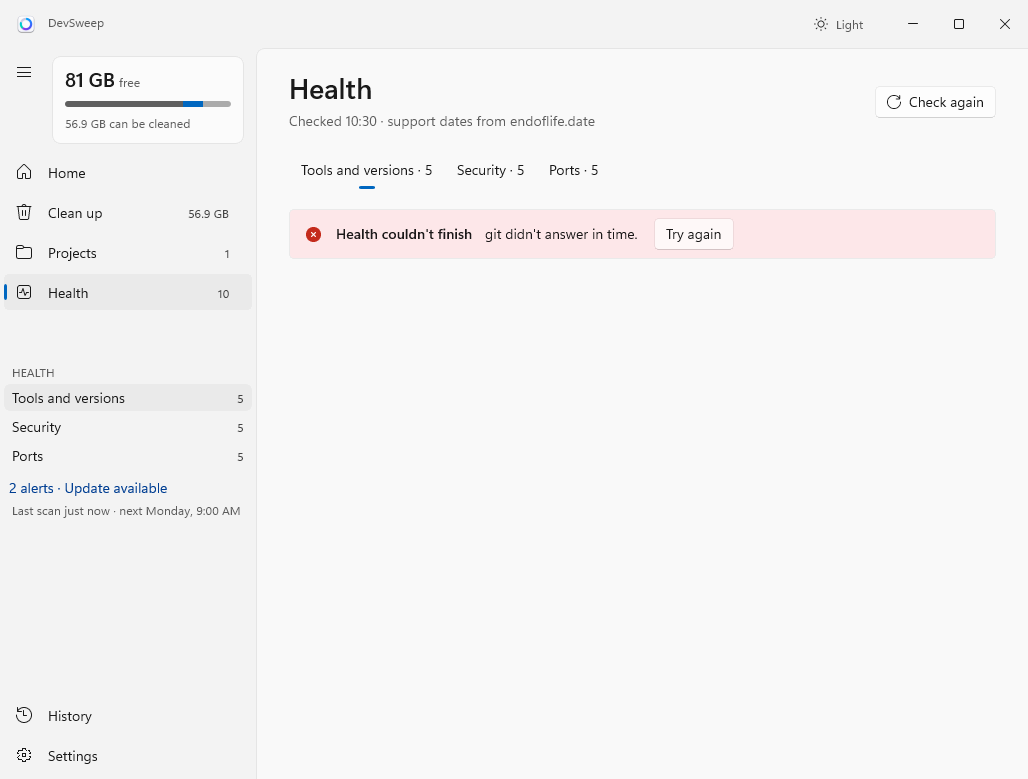 DevSweep
Light
81 GB free
56.9 GB can be cleaned
Home
Clean up 56.9 GB
Projects 1
Health 10
HEALTH
Tools and versions 5
Security 5
Ports 5
2 alerts · Update available
Last scan just now · next Monday, 9:00 AM
History
Settings
Health
Checked 10:30 · support dates from endoflife.date
Check again
Tools and versions · 5 Security · 5 Ports · 5
Health couldn't finish git didn't answer in time. Try again